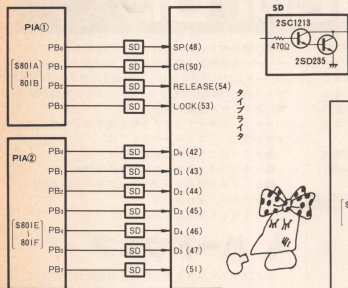 SD
2SC1213
470Ω
2SD235
PIA①
$801A
801B
PB0 SD SP(48)
PB1 SD CR(50)
PB2 SD RELEASE(54)
PB3 SD LOCK(53)
タイプライタ
PIA②
$801E
801F
PB0 SD D0(42)
PB1 SD D1(43)
PB2 SD D2(44)
PB3 SD D3(45)
PB4 SD D4(46)
PB5 SD D5(47)
PB7 SD (51)